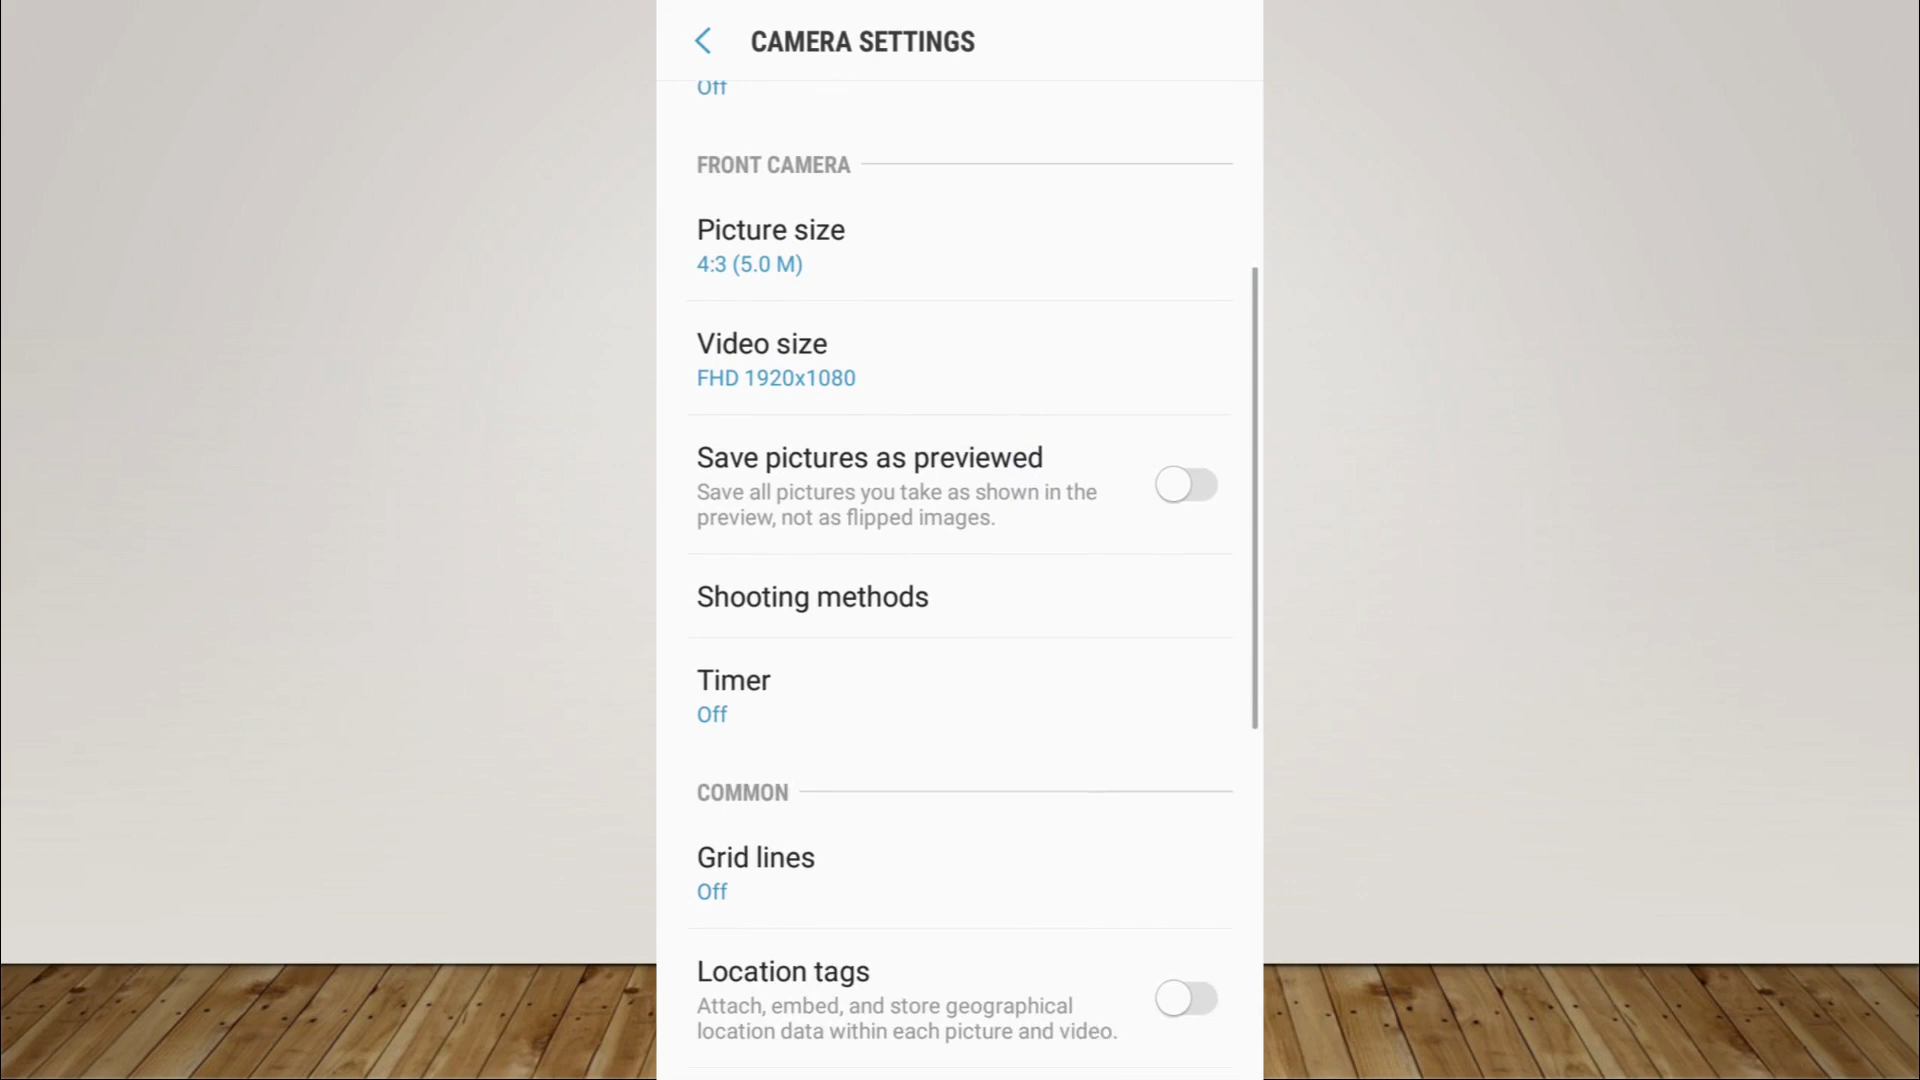 CAMERA SETTINGS
Off
FRONT CAMERA
Picture size
4:3 (5.0 M)
Video size
FHD 1920x1080
Save pictures as previewed
Save all pictures you take as shown in the
preview, not as flipped images.
Shooting methods
Timer
Off
COMMON
Grid lines
Off
Location tags
Attach, embed, and store geographical
location data within each picture and video.